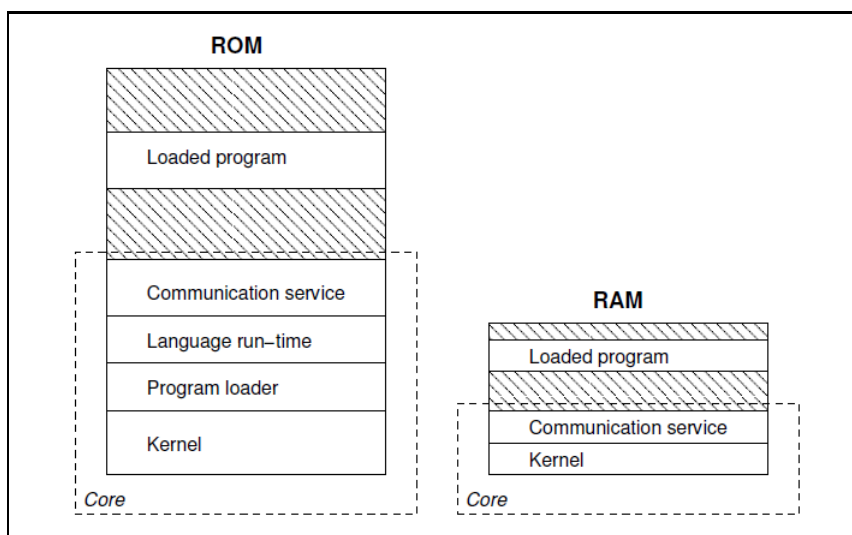 ROM
Loaded program
Communication service
Language run-time
Program loader
Kernel
Core
RAM
Loaded program
Communication service
Kernel
Core